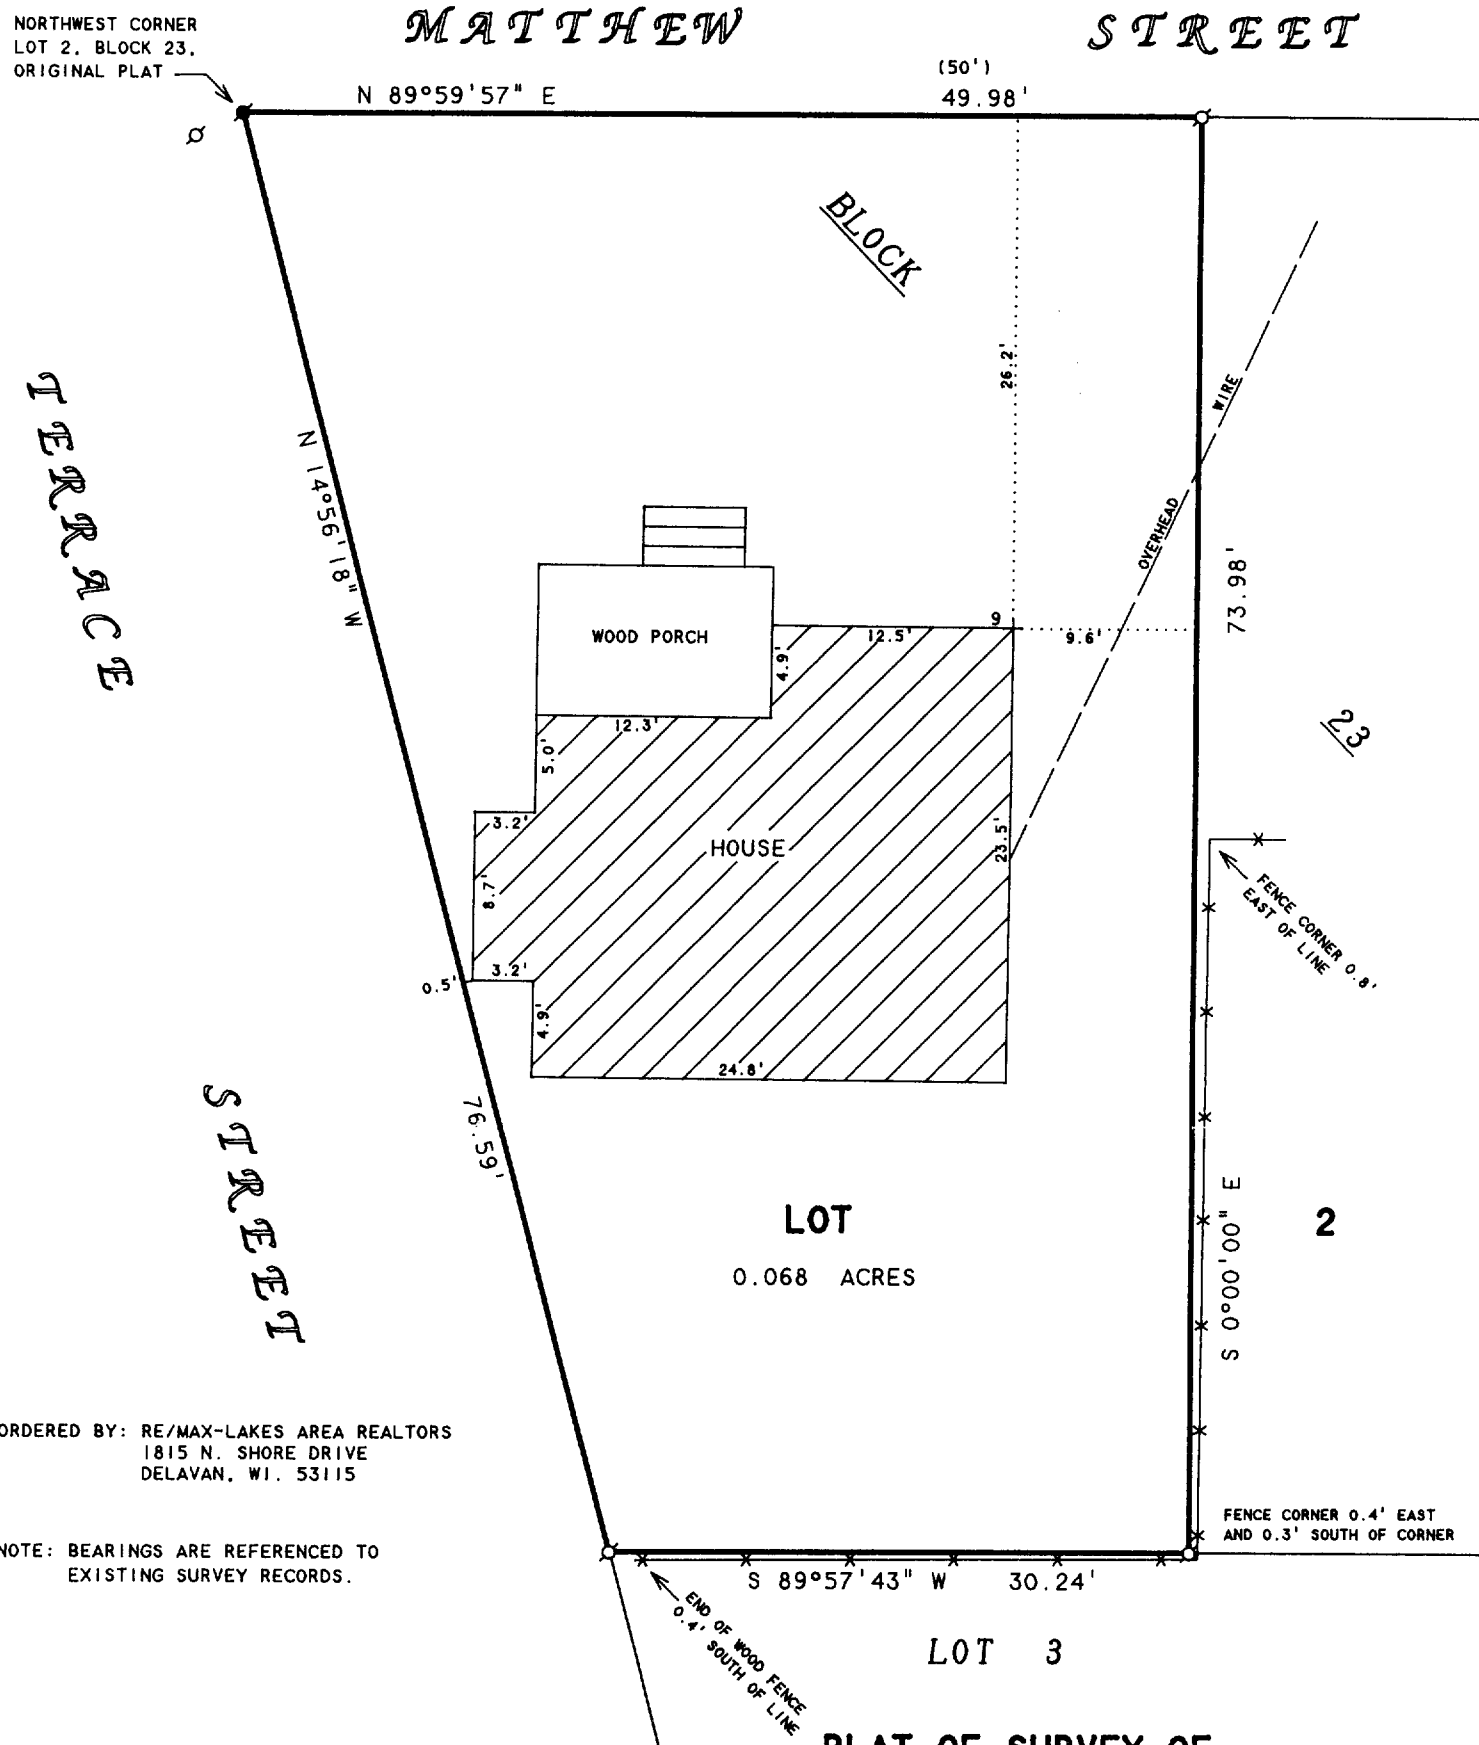 NORTHWEST CORNER
LOT 2, BLOCK 23,
ORIGINAL PLAT
MATTHEW STREET
(50')
N 89°59'57" E 49.98'
BLOCK
26.2'
WIRE
OVERHEAD
TERRACE
N 14°56'18" W
73.98'
WOOD PORCH
9
12.5'
9.6'
4.9'
12.3'
5.0'
23
3.2'
HOUSE
23.5'
8.7'
FENCE CORNER 0.8'
EAST OF LINE
3.2'
0.5'
4.9'
24.8'
76.59'
STREET
LOT 2
0.068 ACRES
S 0°00'00" E
ORDERED BY: RE/MAX-LAKES AREA REALTORS
1815 N. SHORE DRIVE
DELAVAN, WI. 53115
FENCE CORNER 0.4' EAST
AND 0.3' SOUTH OF CORNER
NOTE: BEARINGS ARE REFERENCED TO
EXISTING SURVEY RECORDS.
S 89°57'43" W 30.24'
END OF WOOD FENCE
0.4' SOUTH OF LINE
LOT 3
PLAT OF SURVEY OF